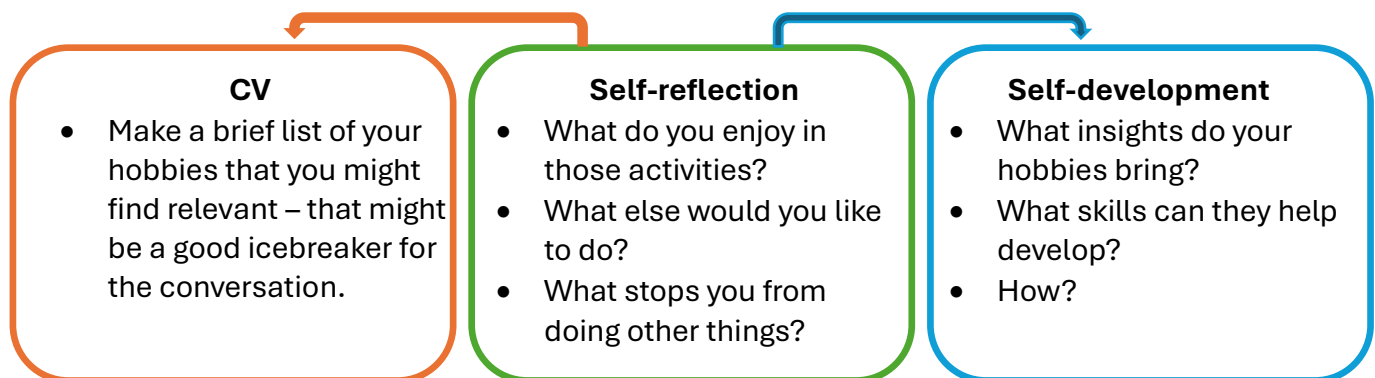 CV
• Make a brief list of your
hobbies that you might
find relevant – that might
be a good icebreaker for
the conversation.
Self-reflection
• What do you enjoy in
those activities?
• What else would you like
to do?
• What stops you from
doing other things?
Self-development
• What insights do your
hobbies bring?
• What skills can they help
develop?
• How?